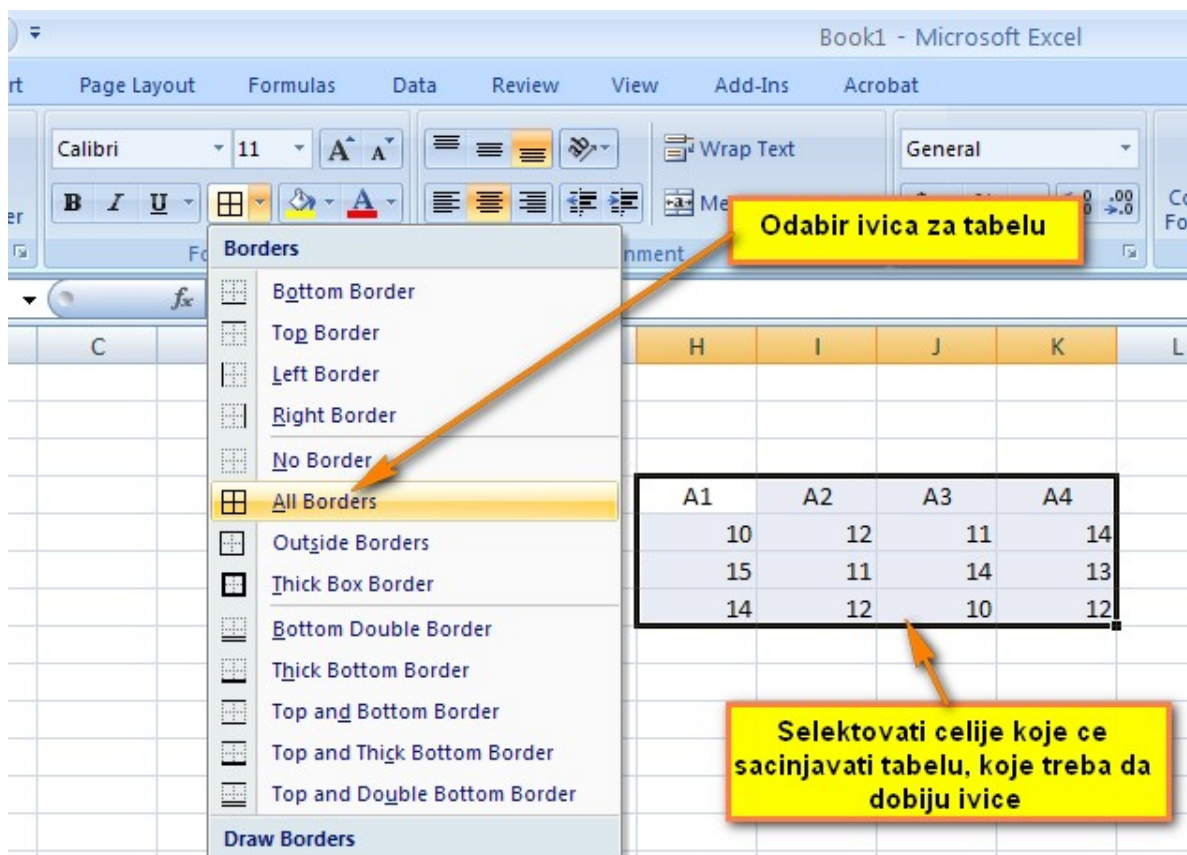 Book1 - Microsoft Excel
Page Layout Formulas Data Review View Add-Ins Acrobat
Calibri 11 A A Wrap Text General
B I U A
Odabir ivica za tabelu
Borders
Bottom Border
Top Border
Left Border
Right Border
No Border
All Borders
Outside Borders
Thick Box Border
Bottom Double Border
Thick Bottom Border
Top and Bottom Border
Top and Thick Bottom Border
Top and Double Bottom Border
Draw Borders
fx
C H I J K L
A1 A2 A3 A4
10 12 11 14
15 11 14 13
14 12 10 12
Selektovati celije koje ce
sacinjavati tabelu, koje treba da
dobiju ivice